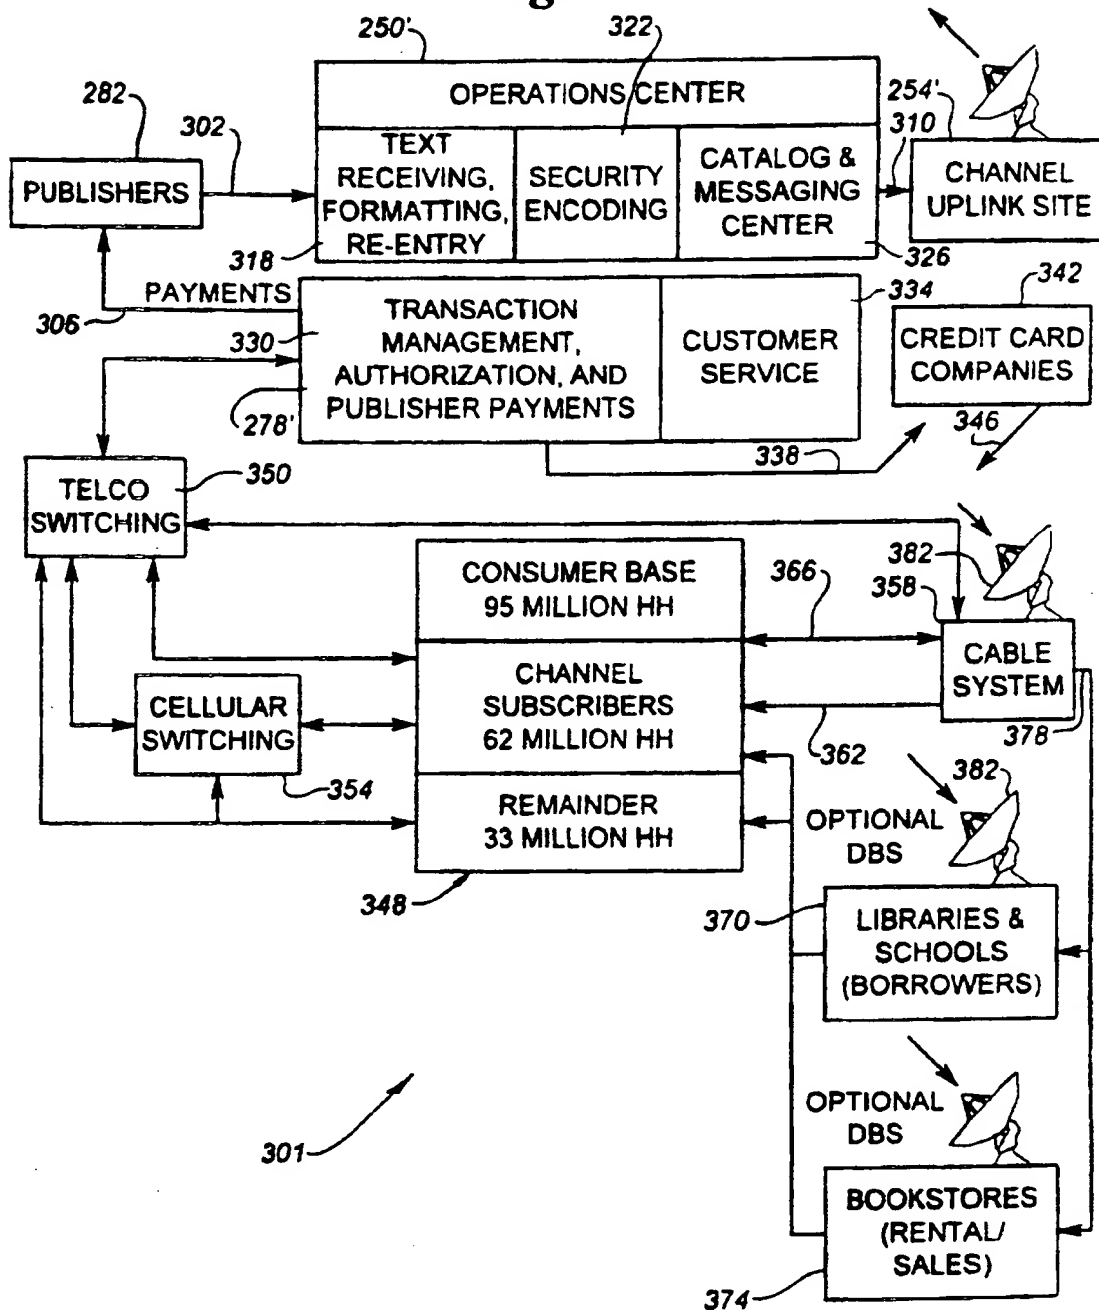 250'
322
OPERATIONS CENTER
282
302
254'
310
PUBLISHERS
TEXT
RECEIVING,
FORMATTING,
RE-ENTRY
SECURITY
ENCODING
CATALOG &
MESSAGING
CENTER
CHANNEL
UPLINK SITE
318
326
PAYMENTS
306
330
334
342
TRANSACTION
MANAGEMENT,
AUTHORIZATION, AND
PUBLISHER PAYMENTS
CUSTOMER
SERVICE
CREDIT CARD
COMPANIES
278'
338
346
TELCO
SWITCHING
350
CONSUMER BASE
95 MILLION HH
366
382
358
CHANNEL
SUBSCRIBERS
62 MILLION HH
CABLE
SYSTEM
CELLULAR
SWITCHING
362
378
354
REMAINDER
33 MILLION HH
382
OPTIONAL
DBS
348
370
LIBRARIES &
SCHOOLS
(BORROWERS)
OPTIONAL
DBS
301
BOOKSTORES
(RENTAL/
SALES)
374